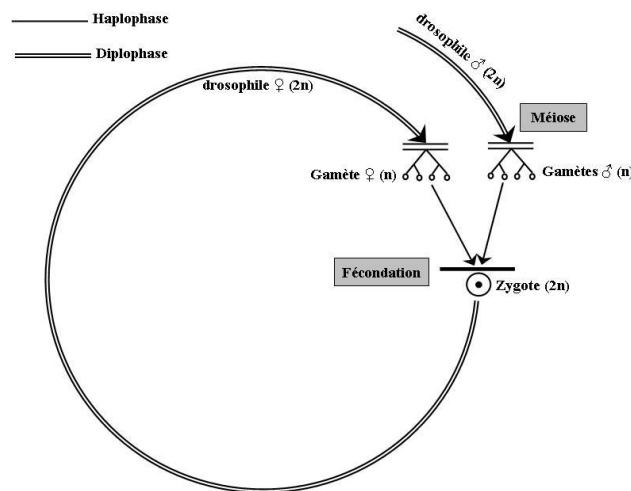 Haplophase
Diplophase
drosophile ♀ (2n)
drosophile ♂ (2n)
Méiose
Gamète ♀ (n)
Gamètes ♂ (n)
Fécondation
Zygote (2n)